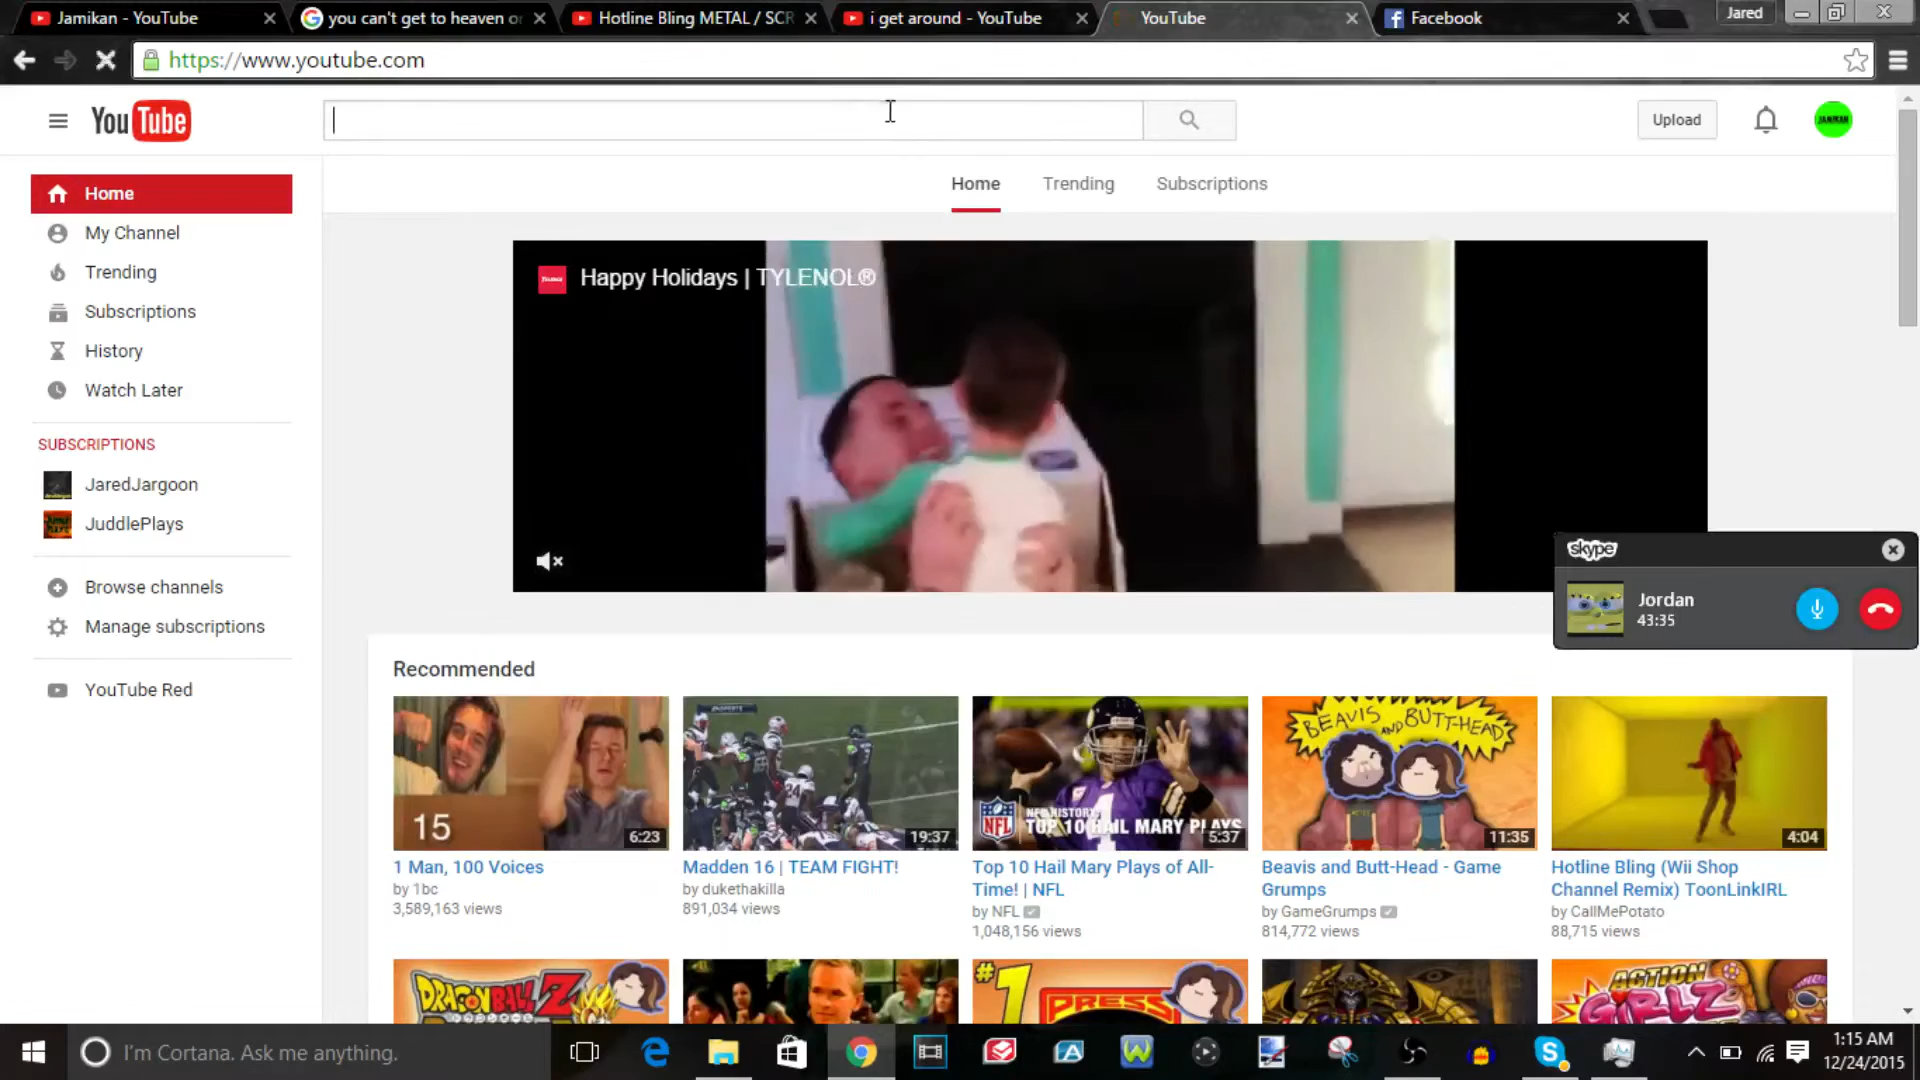 Jamikan - YouTube
you can't get to heaven o
Hotline Bling METAL / SCR
i get around - YouTube
YouTube
Facebook
Jared
https://www.youtube.com
YouTube
Upload
JAMIKAN
Home
Trending
Subscriptions
Home
My Channel
Trending
Subscriptions
History
Watch Later
SUBSCRIPTIONS
JaredJargoon
JuddlePlays
Browse channels
Manage subscriptions
YouTube Red
Happy Holidays | TYLENOL®
skype
Jordan
43:35
Recommended
15
6:23
1 Man, 100 Voices
by 1bc
3,589,163 views
19:37
Madden 16 | TEAM FIGHT!
by dukethakilla
891,034 views
NFL
NFL HISTORY:
TOP 10 HAIL MARY PLAYS
5:37
Top 10 Hail Mary Plays of All-
Time! | NFL
by NFL
1,048,156 views
BEAVIS AND BUTT-HEAD
11:35
Beavis and Butt-Head - Game
Grumps
by GameGrumps
814,772 views
4:04
Hotline Bling (Wii Shop
Channel Remix) ToonLinkIRL
by CallMePotato
88,715 views
DRAGONBALL Z
#1
PRESS
ACTION
GIRLZ
I'm Cortana. Ask me anything.
1:15 AM
12/24/2015